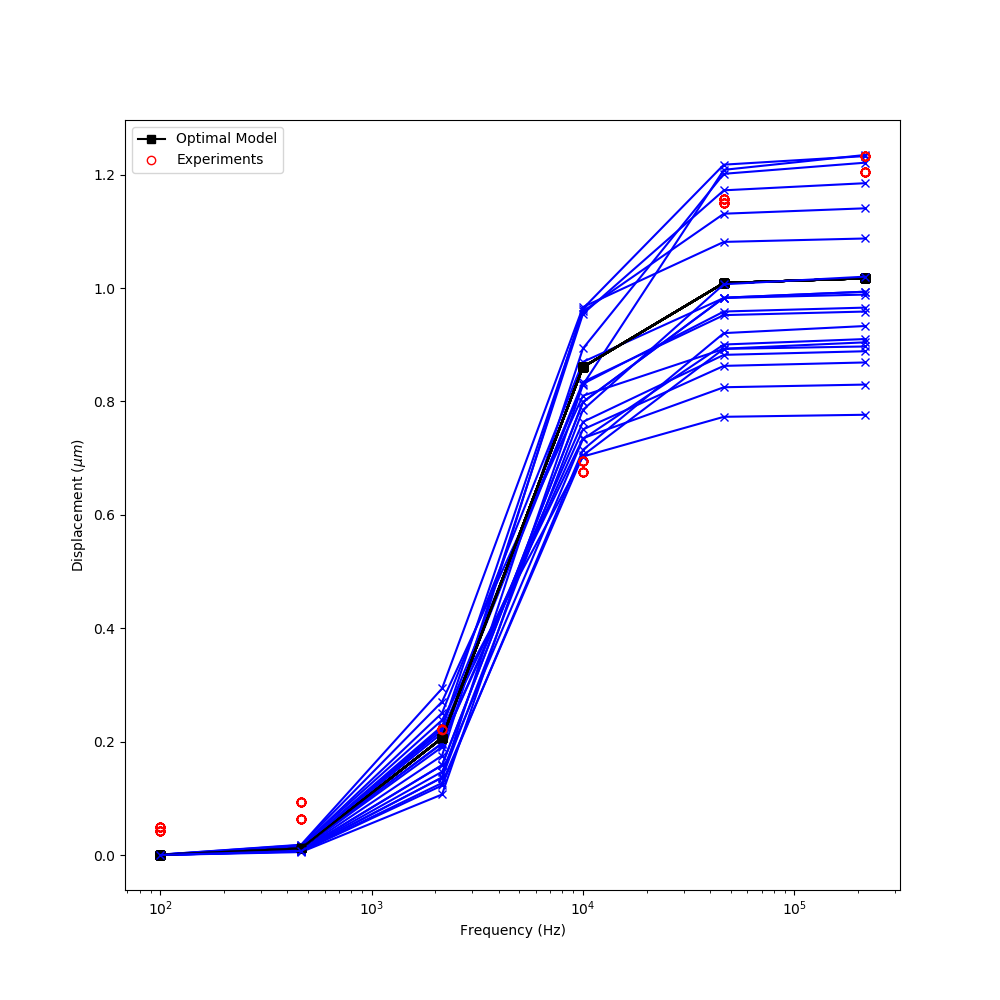 Optimal Model
Experiments
1.2
1.0
0.8
0.6
0.4
0.2
0.0
Displacement (μm)
10²
10³
10⁴
10⁵
Frequency (Hz)